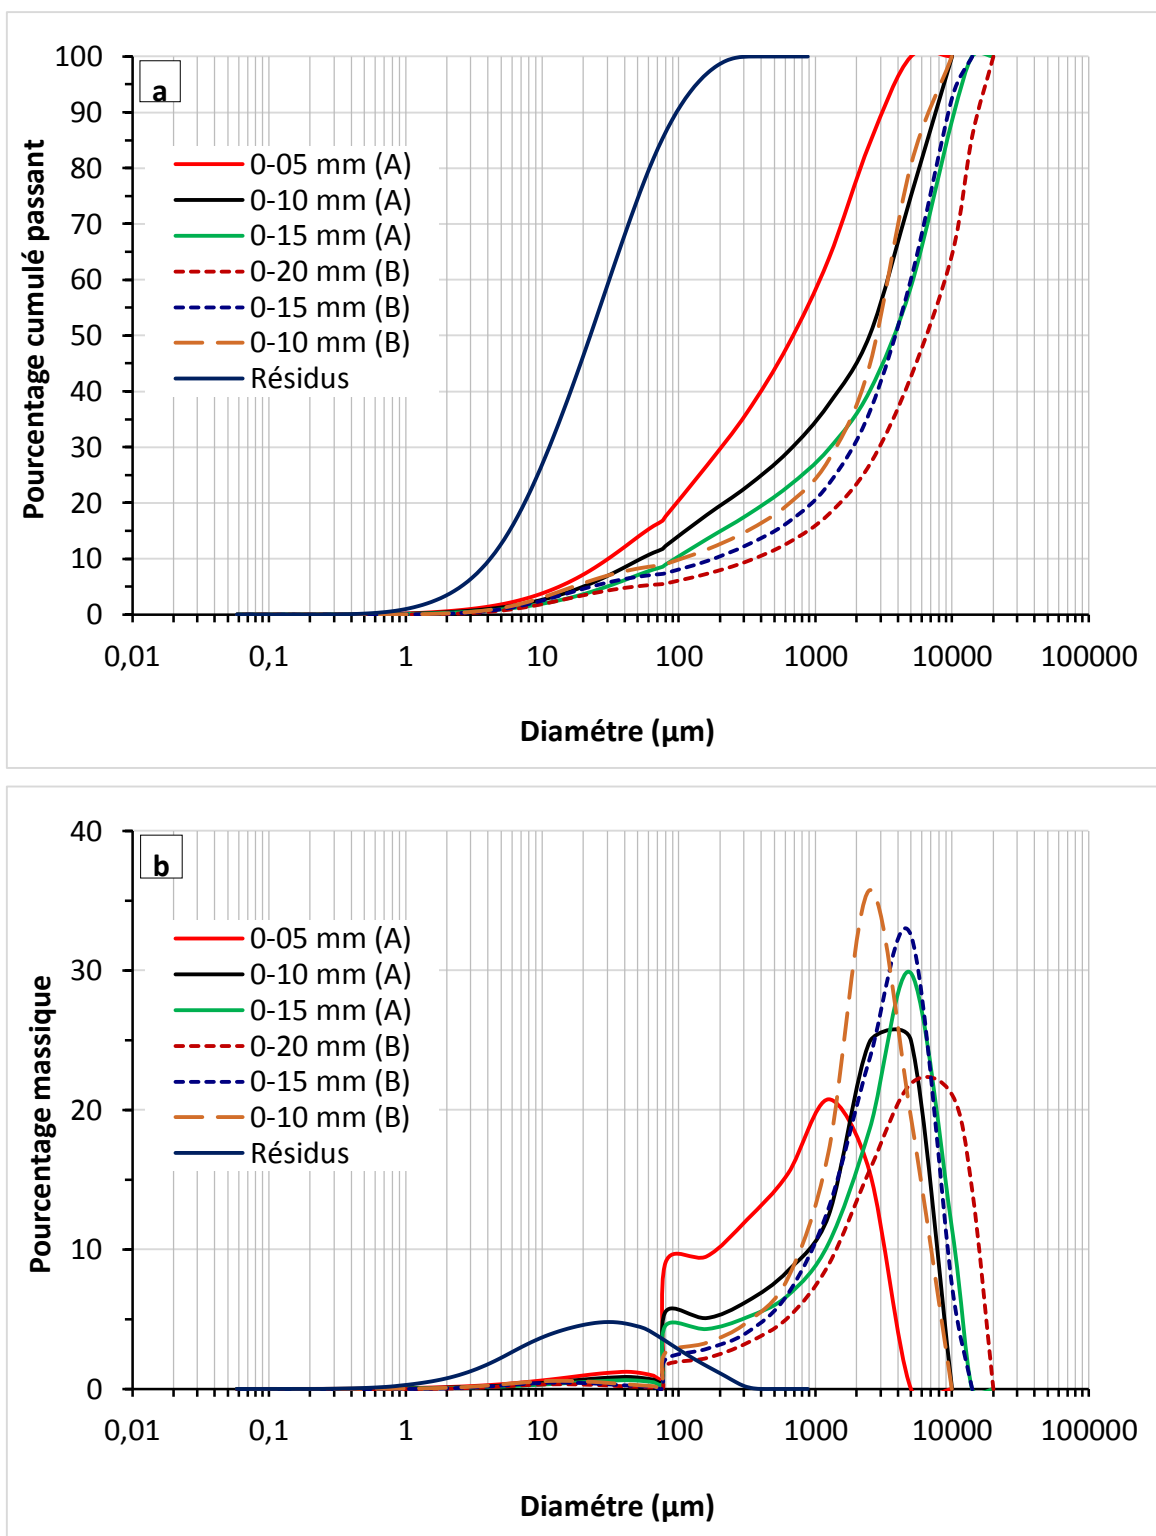 a
Pourcentage cumulé passant
100
90
80
70
60
50
40
30
20
10
0
0-05 mm (A)
0-10 mm (A)
0-15 mm (A)
0-20 mm (B)
0-15 mm (B)
0-10 mm (B)
Résidus
0,01 0,1 1 10 100 1000 10000 100000
Diamétre (µm)
b
Pourcentage massique
40
30
20
10
0
0-05 mm (A)
0-10 mm (A)
0-15 mm (A)
0-20 mm (B)
0-15 mm (B)
0-10 mm (B)
Résidus
0,01 0,1 1 10 100 1000 10000 100000
Diamétre (µm)